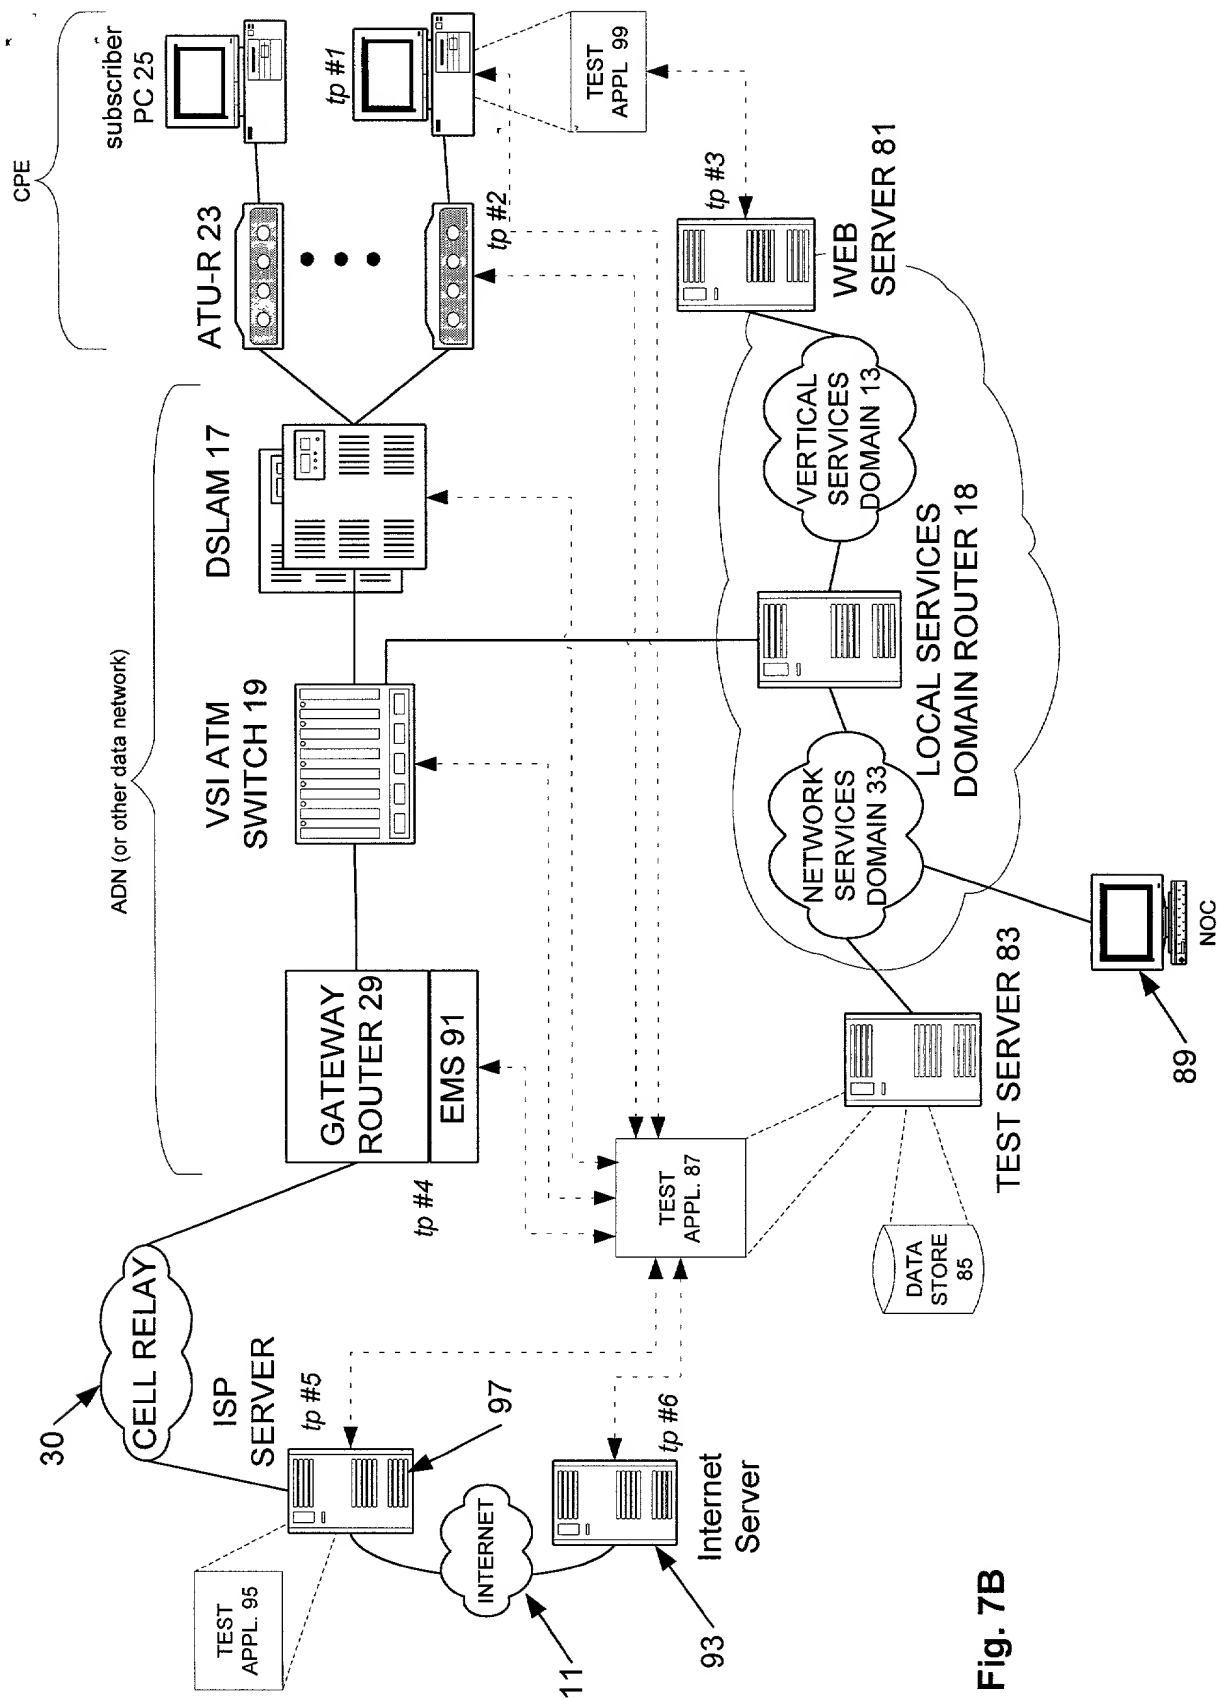 CPE
subscriber
PC 25
tp #1
TEST
APPL. 99
ATU-R 23
tp #2
tp #3
WEB
SERVER 81
ADN (or other data network)
DSLAM 17
VSI ATM
SWITCH 19
GATEWAY
ROUTER 29
EMS 91
tp #4
VERTICAL
SERVICES
DOMAIN 13
LOCAL SERVICES
DOMAIN ROUTER 18
NETWORK
SERVICES
DOMAIN 33
TEST
APPL. 87
TEST SERVER 83
DATA
STORE
85
89
NOC
30
CELL RELAY
ISP
SERVER
tp #5
97
TEST
APPL. 95
INTERNET
11
tp #6
Internet
Server
93
Fig. 7B